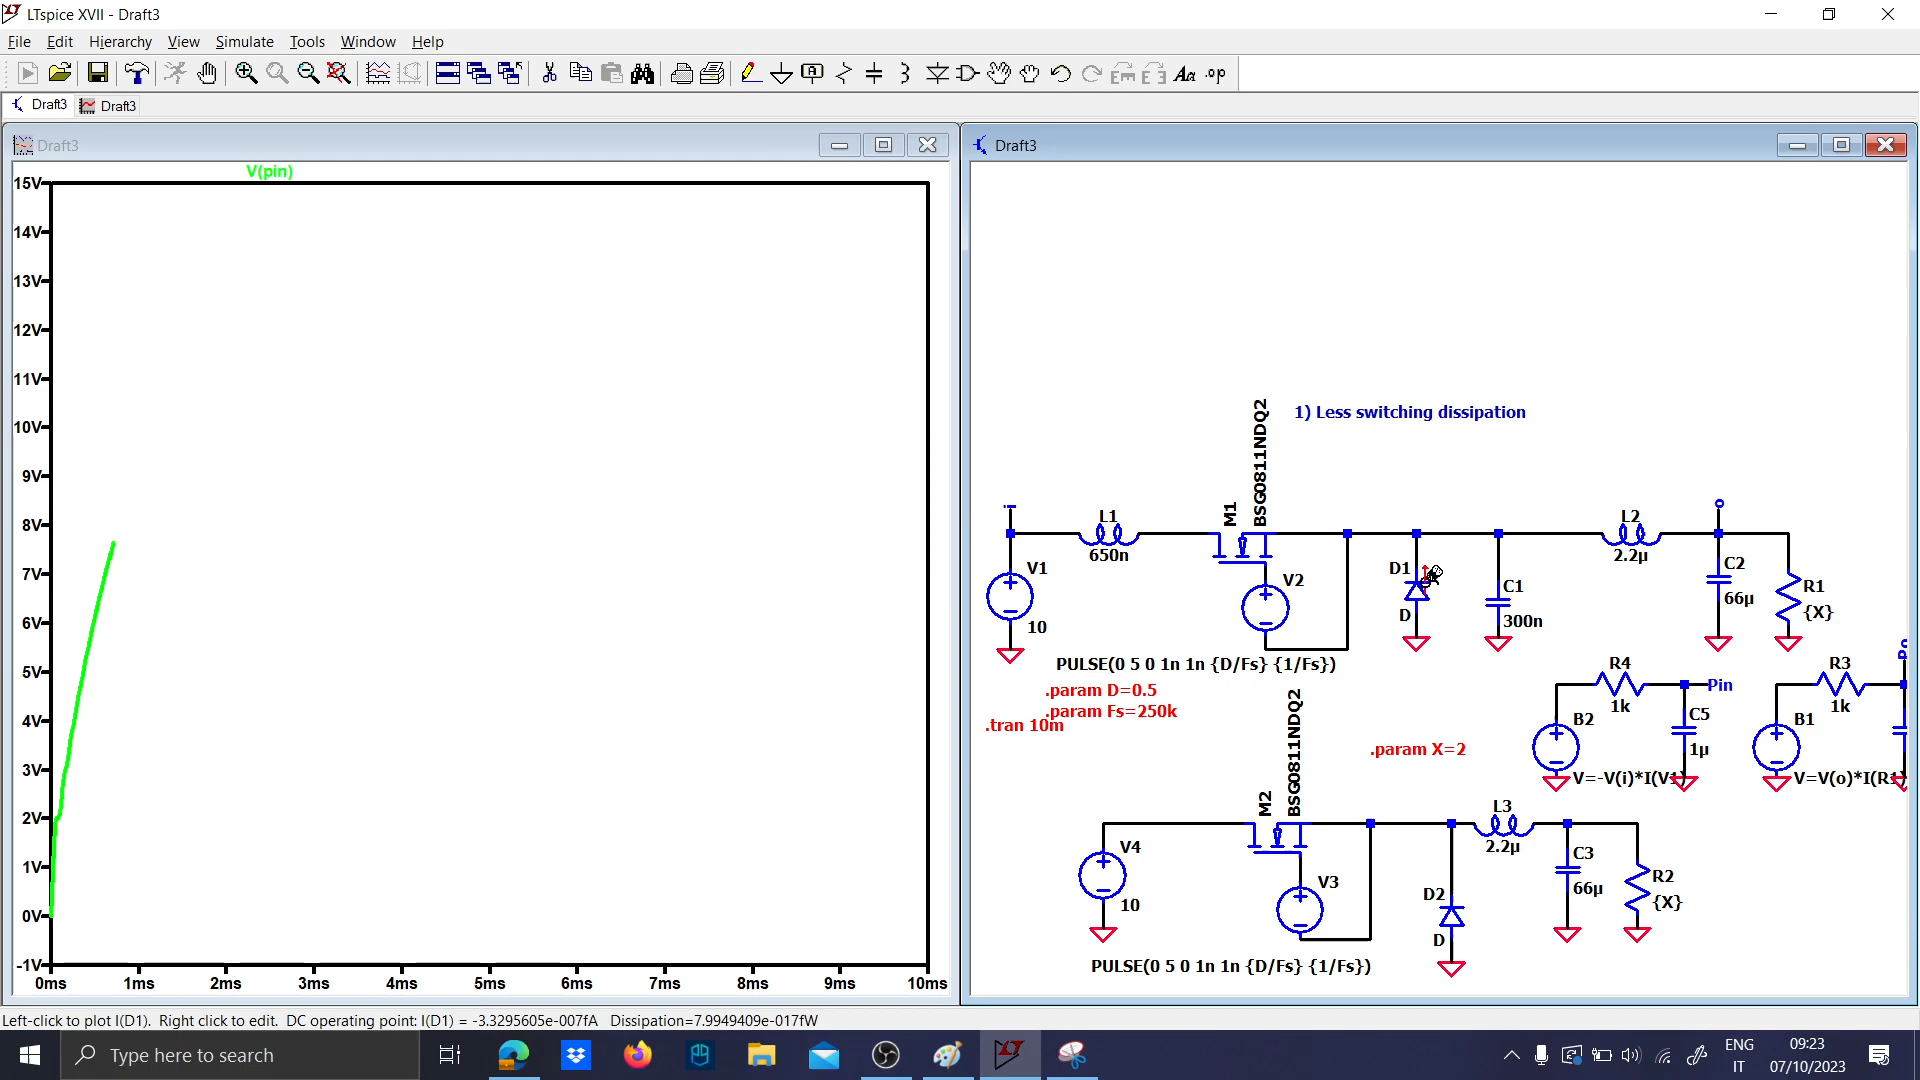 LTspice XVII - Draft3
File Edit Hierarchy View Simulate Tools Window Help
Draft3 Draft3
Draft3
V(pin)
15V
14V
13V
12V
11V
10V
9V
8V
7V
6V
5V
4V
3V
2V
1V
0V
-1V
0ms 1ms 2ms 3ms 4ms 5ms 6ms 7ms 8ms 9ms 10ms
Draft3
1) Less switching dissipation
BSG0811NDQ2
M1
i
L1
650n
V1
10
V2
PULSE(0 5 0 1n 1n {D/Fs} {1/Fs})
D1
D
C1
300n
L2
2.2µ
o
C2
66µ
R1
{X}
.param D=0.5
.param Fs=250k
.tran 10m
.param X=2
R4
1k
Pin
B2
C5
1µ
V=-V(i)*I(V1)
R3
1k
B1
V=V(o)*I(R1)
BSG0811NDQ2
M2
V4
10
V3
PULSE(0 5 0 1n 1n {D/Fs} {1/Fs})
D2
D
L3
2.2µ
C3
66µ
R2
{X}
Left-click to plot I(D1). Right click to edit. DC operating point: I(D1) = -3.3295605e-007fA Dissipation=7.9949409e-017fW
Type here to search
ENG
IT
09:23
07/10/2023